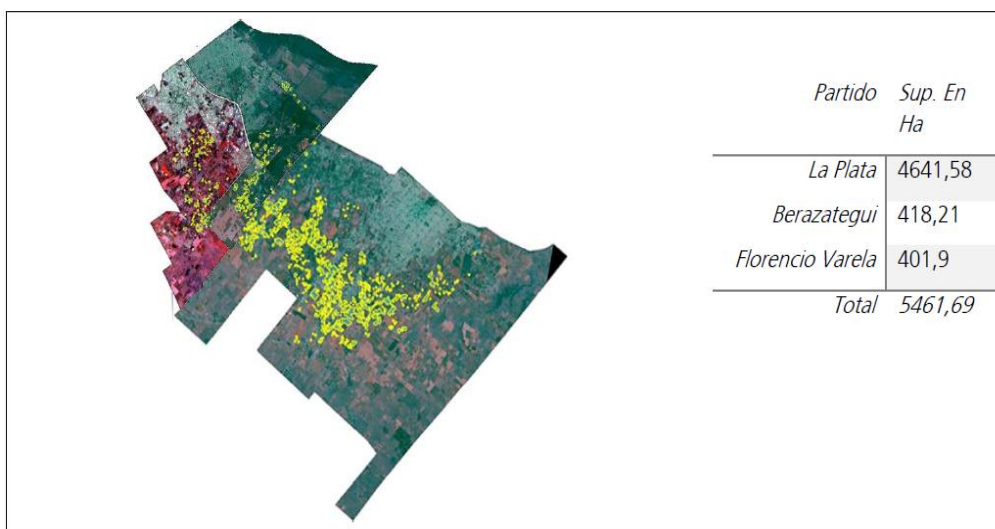 Partido Sup. En
Ha
La Plata 4641,58
Berazategui 418,21
Florencio Varela 401,9
Total 5461,69